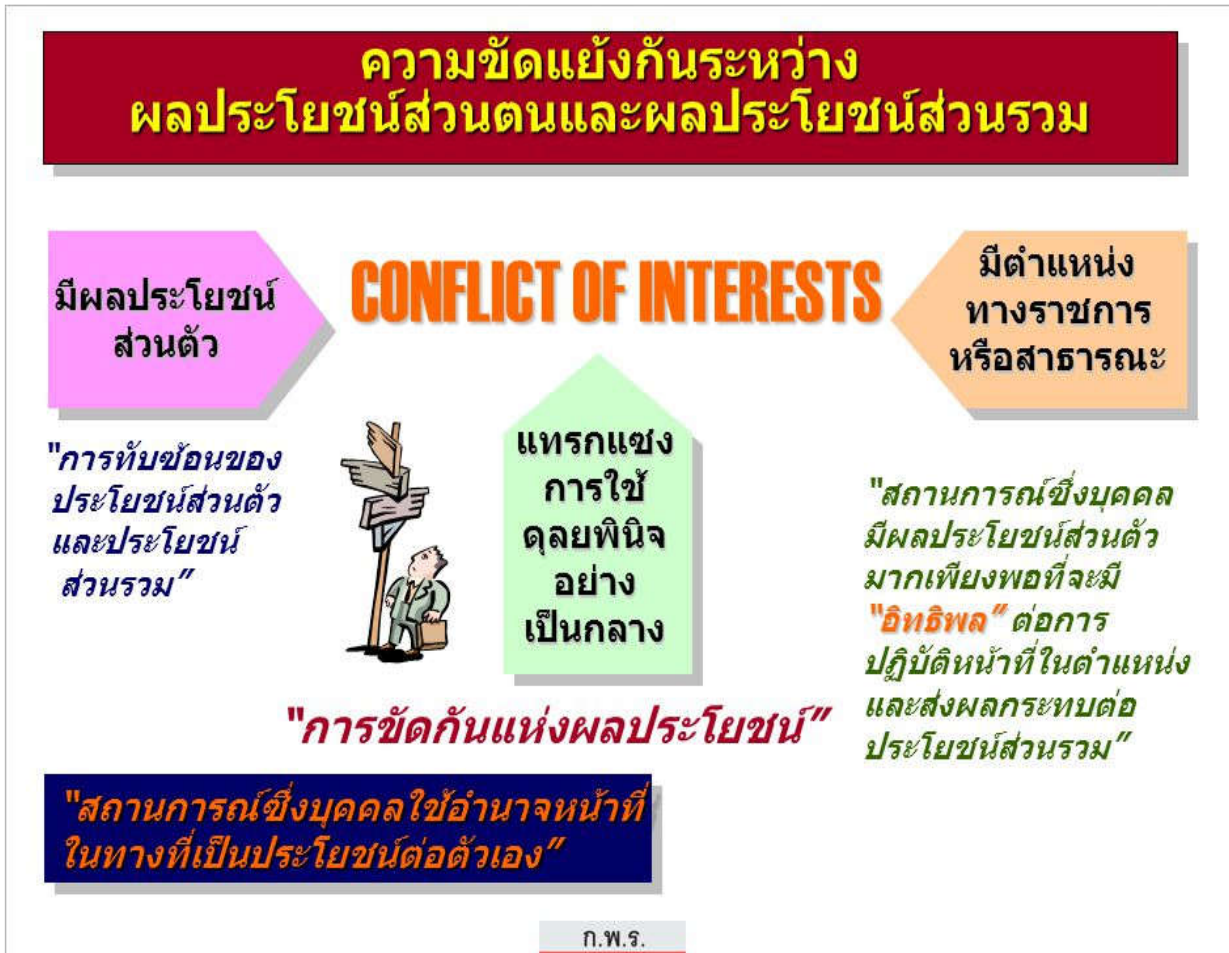 ความขัดแย้งกันระหว่าง
ผลประโยชน์ส่วนตนและผลประโยชน์ส่วนรวม
มีผลประโยชน์
ส่วนตัว
CONFLICT OF INTERESTS
มีตำแหน่ง
ทางราชการ
หรือสาธารณะ
"การทับซ้อนของ
ประโยชน์ส่วนตัว
และประโยชน์
ส่วนรวม"
แทรกแซง
การใช้
ดุลยพินิจ
อย่าง
เป็นกลาง
"สถานการณ์ซึ่งบุคคล
มีผลประโยชน์ส่วนตัว
มากเพียงพอที่จะมี
"อิทธิพล" ต่อการ
ปฏิบัติหน้าที่ในตำแหน่ง
และส่งผลกระทบต่อ
ประโยชน์ส่วนรวม"
"การขัดกันแห่งผลประโยชน์"
"สถานการณ์ซึ่งบุคคลใช้อำนาจหน้าที่
ในทางที่เป็นประโยชน์ต่อตัวเอง"
ก.พ.ร.